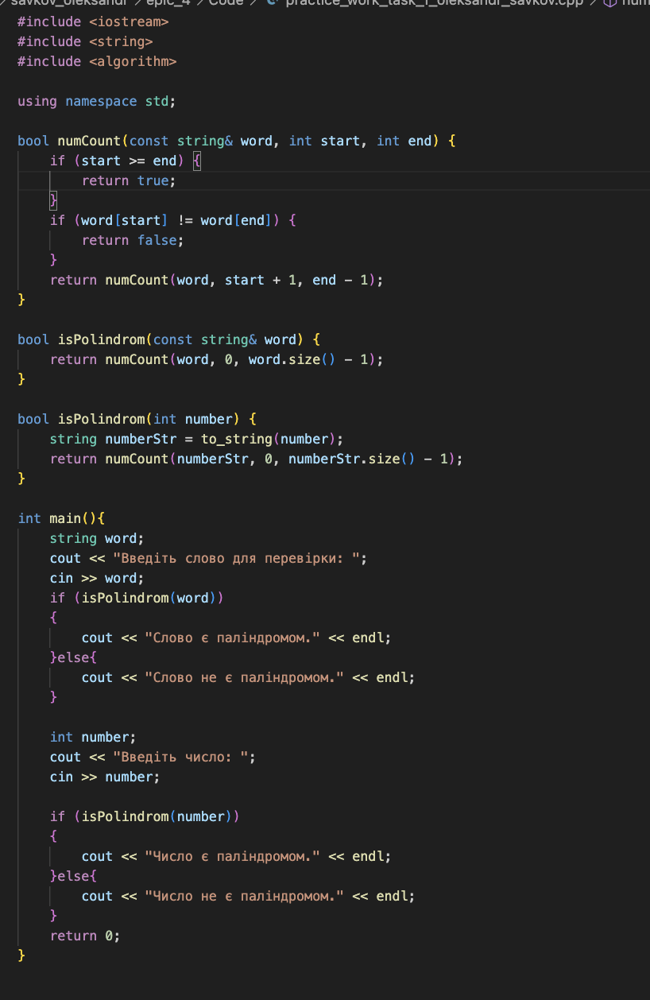 savkov_oleksandr > epic_4 > Code > practice_work_task_1_oleksandr_savkov.cpp >
#include <iostream>
#include <string>
#include <algorithm>
using namespace std;
bool numCount(const string& word, int start, int end) {
    if (start >= end) {
        return true;
    }
    if (word[start] != word[end]) {
        return false;
    }
    return numCount(word, start + 1, end - 1);
}
bool isPolindrom(const string& word) {
    return numCount(word, 0, word.size() - 1);
}
bool isPolindrom(int number) {
    string numberStr = to_string(number);
    return numCount(numberStr, 0, numberStr.size() - 1);
}
int main(){
    string word;
    cout << "Введіть слово для перевірки: ";
    cin >> word;
    if (isPolindrom(word))
    {
        cout << "Слово є паліндромом." << endl;
    }else{
        cout << "Слово не є паліндромом." << endl;
    }
    int number;
    cout << "Введіть число: ";
    cin >> number;
    if (isPolindrom(number))
    {
        cout << "Число є паліндромом." << endl;
    }else{
        cout << "Число не є паліндромом." << endl;
    }
    return 0;
}